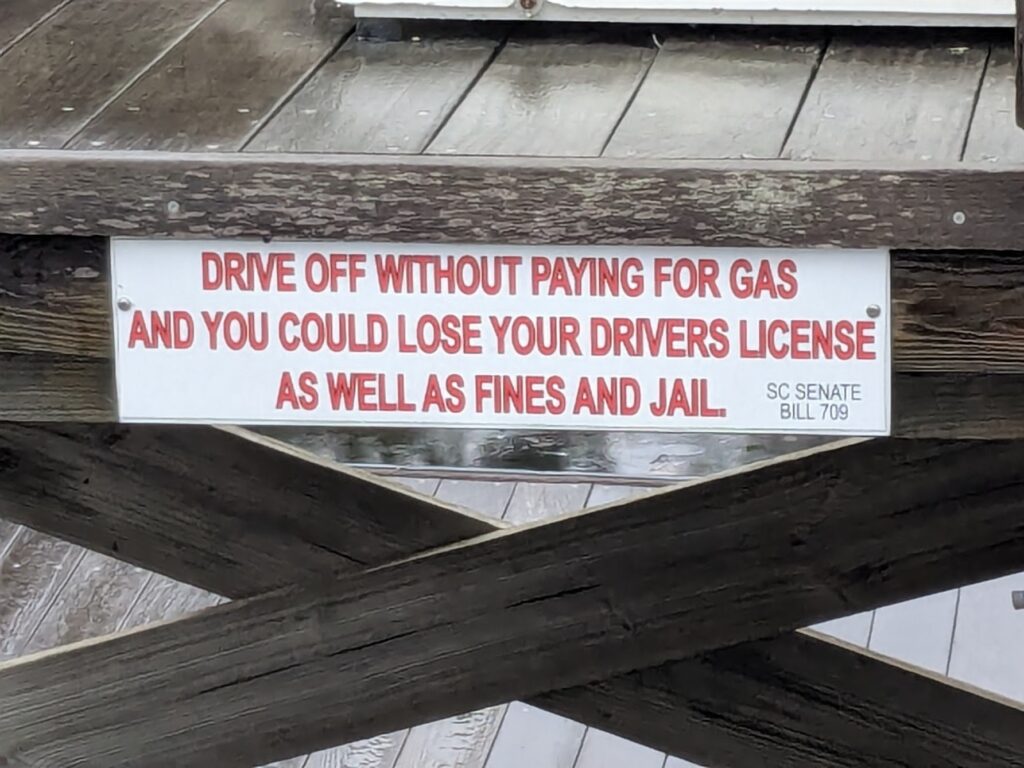 DRIVE OFF WITHOUT PAYING FOR GAS
AND YOU COULD LOSE YOUR DRIVERS LICENSE
AS WELL AS FINES AND JAIL.
SC SENATE
BILL 709